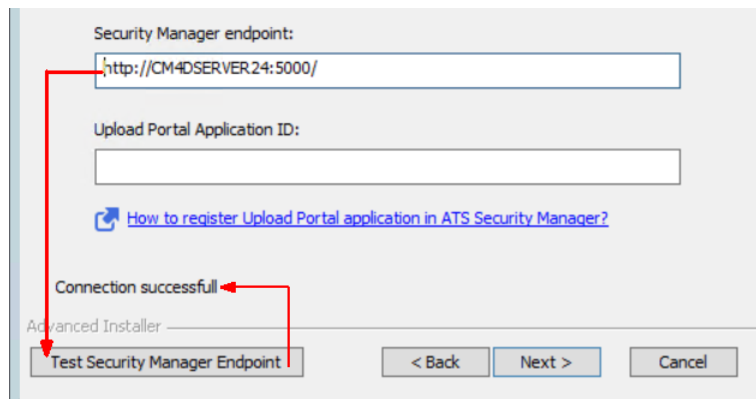 Security Manager endpoint:
http://CM4DSERVER24:5000/
Upload Portal Application ID:
How to register Upload Portal application in ATS Security Manager?
Connection successfull
Advanced Installer
Test Security Manager Endpoint
< Back
Next >
Cancel